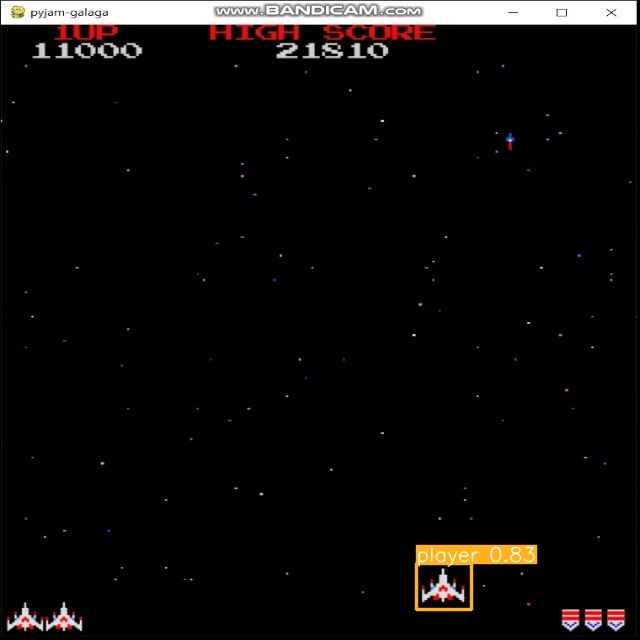 pyjam-galaga
www.BANDICAM.com
1UP
HIGH SCORE
11000
21810
player 0.83